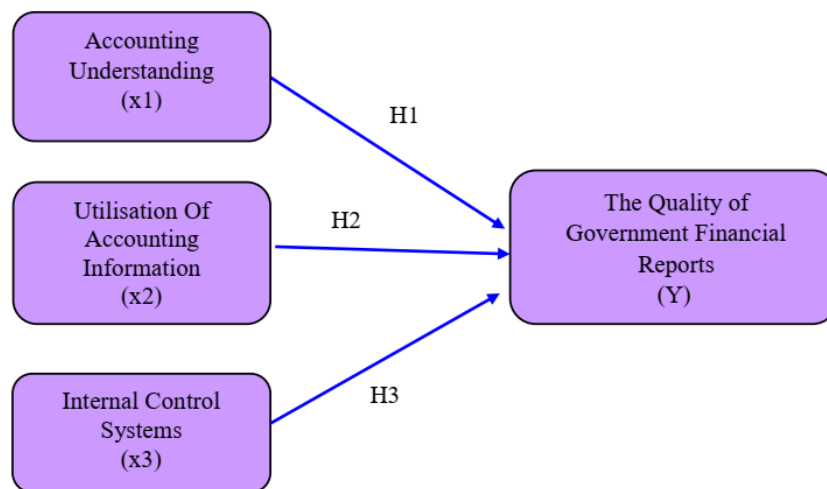 Accounting
Understanding
(x1)
H1
Utilisation Of
Accounting
Information
(x2)
H2
The Quality of
Government Financial
Reports
(Y)
Internal Control
Systems
(x3)
H3